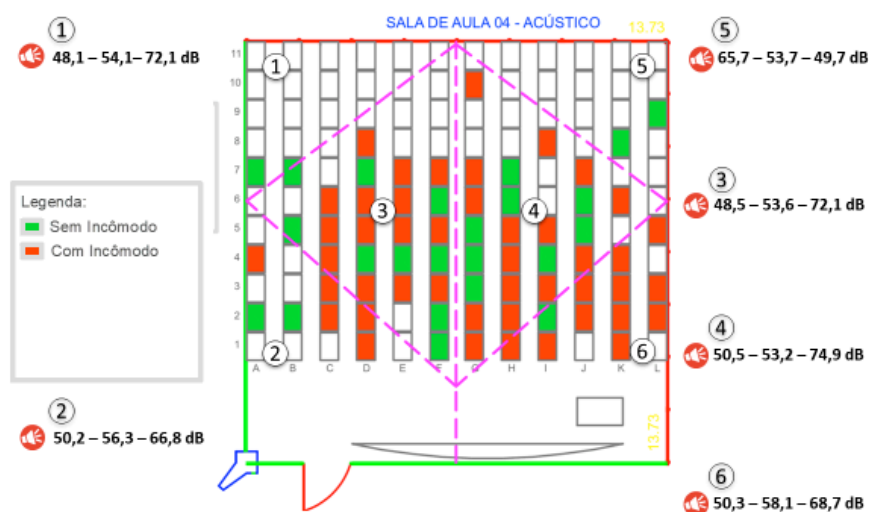 SALA DE AULA 04 - ACÚSTICO
13.73
1
48,1 – 54,1– 72,1 dB
5
65,7 – 53,7 – 49,7 dB
11
10
9
8
7
6
5
4
3
2
1
1
5
3
4
2
6
A B C D E F G H I J K L
Legenda:
Sem Incômodo
Com Incômodo
3
48,5 – 53,6 – 72,1 dB
4
50,5 – 53,2 – 74,9 dB
2
50,2 – 56,3 – 66,8 dB
13.73
6
50,3 – 58,1 – 68,7 dB